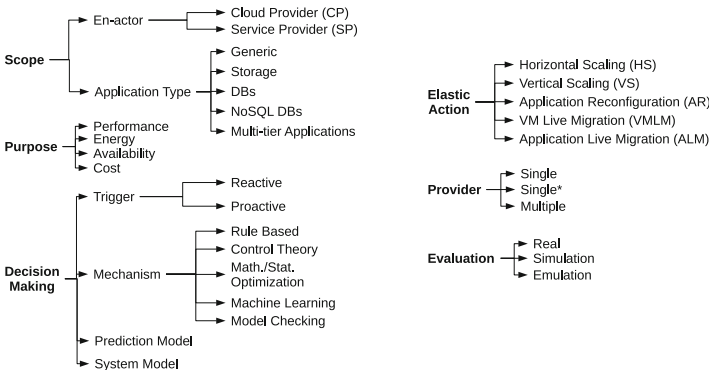 Scope
En-actor
Cloud Provider (CP)
Service Provider (SP)
Application Type
Generic
Storage
DBs
NoSQL DBs
Multi-tier Applications
Purpose
Performance
Energy
Availability
Cost
Decision
Making
Trigger
Reactive
Proactive
Mechanism
Rule Based
Control Theory
Math./Stat.
Optimization
Machine Learning
Model Checking
Prediction Model
System Model
Elastic
Action
Horizontal Scaling (HS)
Vertical Scaling (VS)
Application Reconfiguration (AR)
VM Live Migration (VMLM)
Application Live Migration (ALM)
Provider
Single
Single*
Multiple
Evaluation
Real
Simulation
Emulation